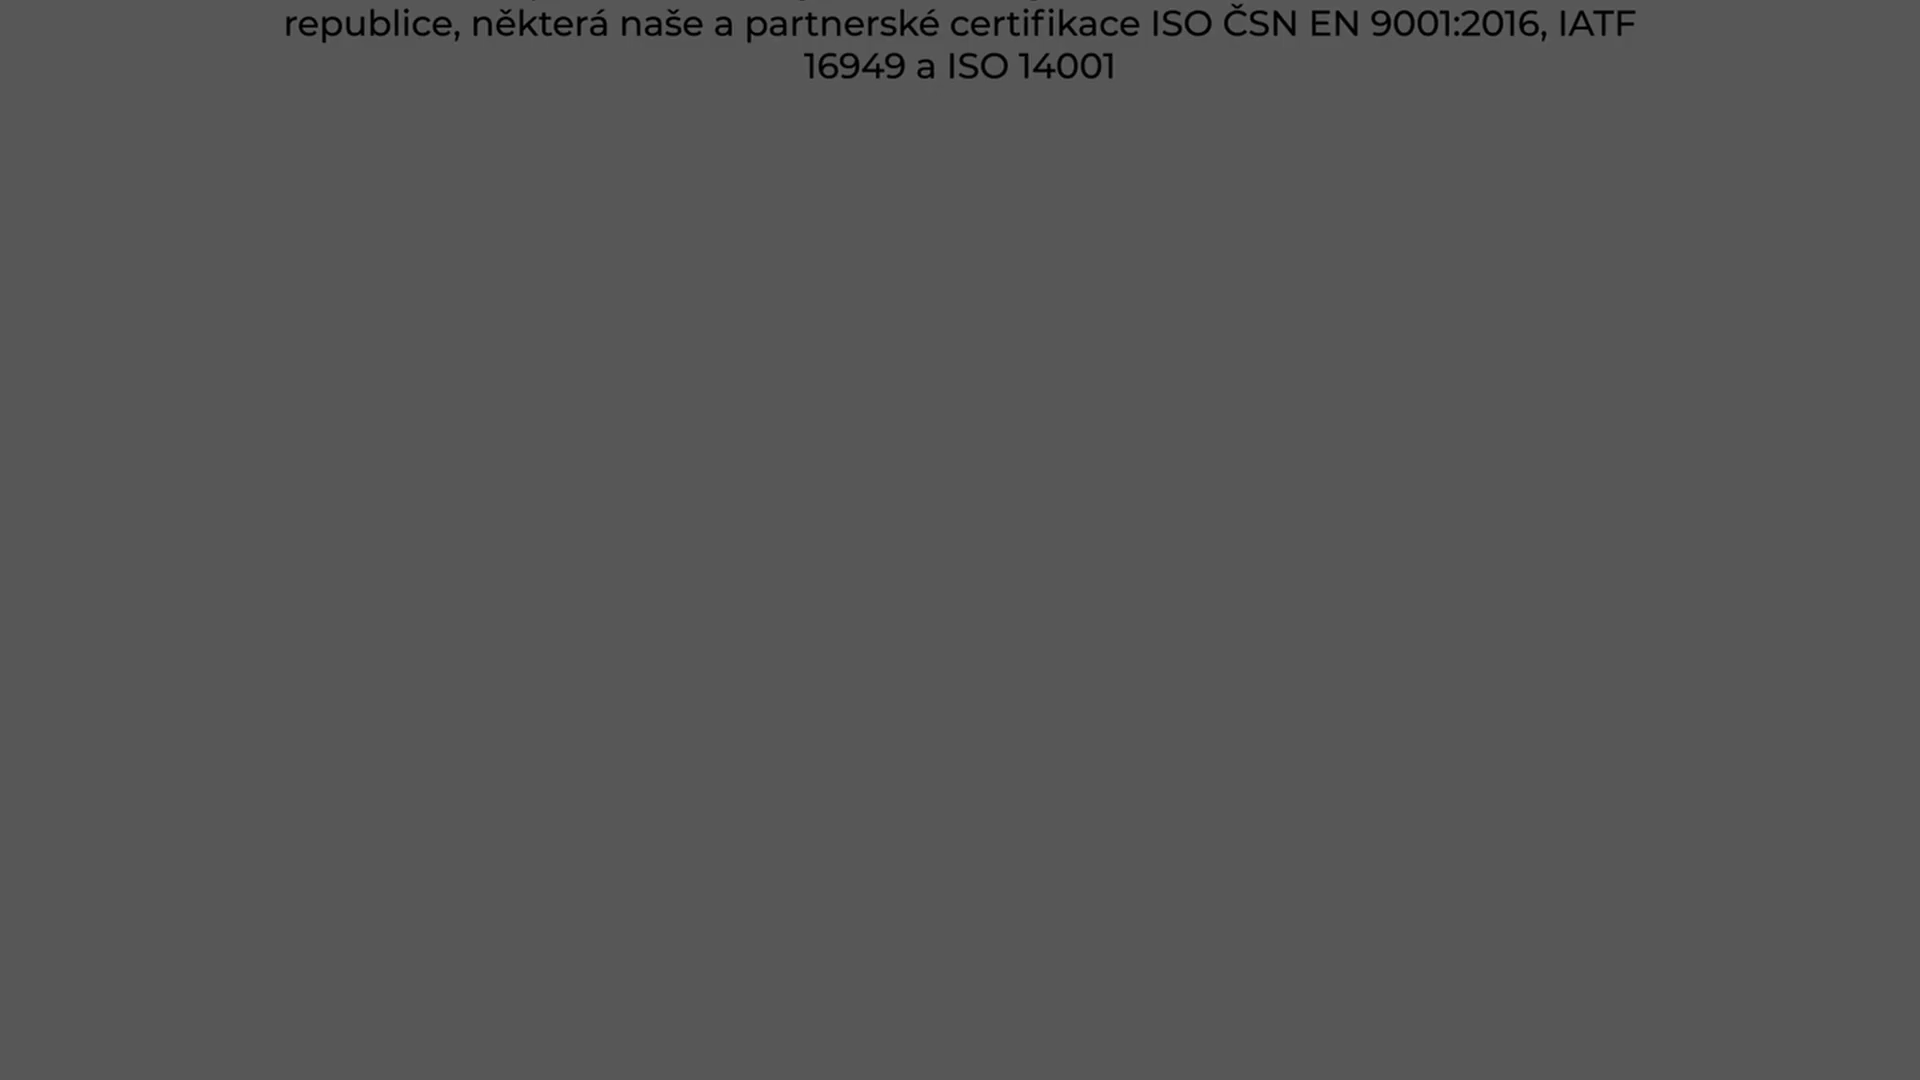 republice, některá naše a partnerské certifikace ISO ČSN EN 9001:2016, IATF
16949 a ISO 14001